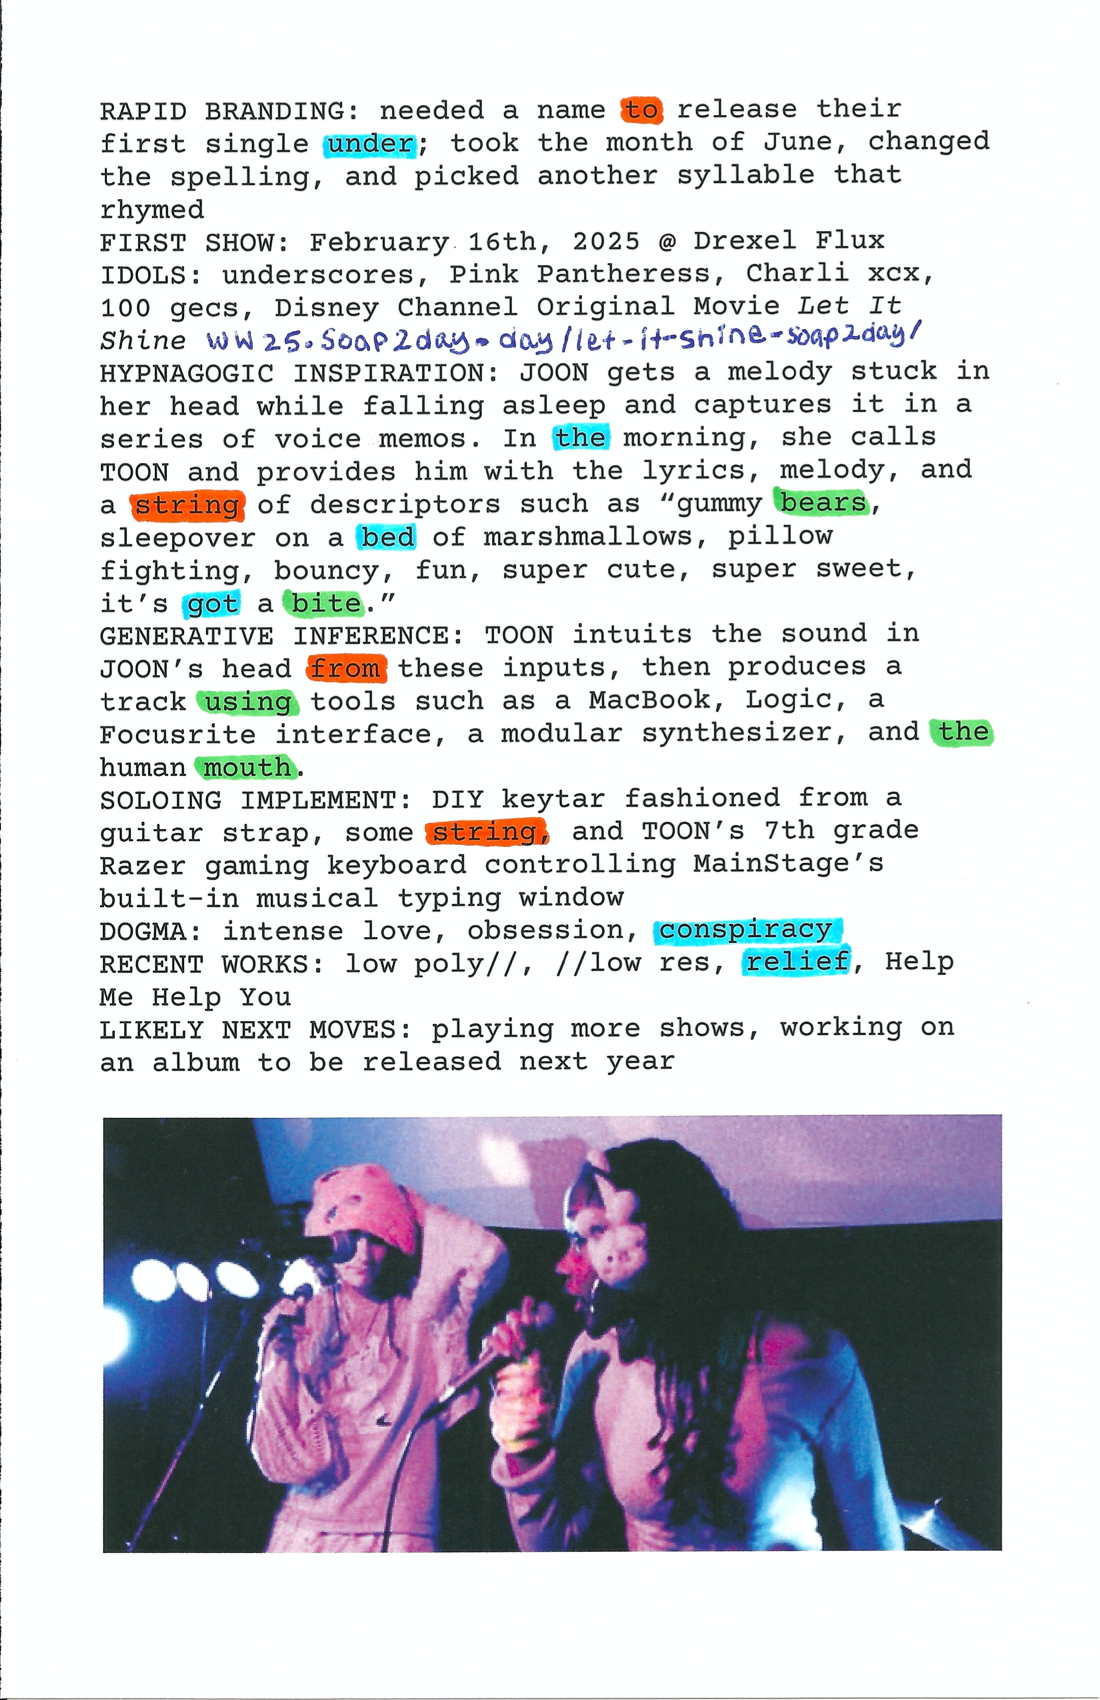 RAPID BRANDING: needed a name to release their
first single under; took the month of June, changed
the spelling, and picked another syllable that
rhymed
FIRST SHOW: February 16th, 2025 @ Drexel Flux
IDOLS: underscores, Pink Pantheress, Charli xcx,
100 gecs, Disney Channel Original Movie Let It
Shine ww25.soap2day.day/let-it-shine-soap2day/
HYPNAGOGIC INSPIRATION: JOON gets a melody stuck in
her head while falling asleep and captures it in a
series of voice memos. In the morning, she calls
TOON and provides him with the lyrics, melody, and
a string of descriptors such as “gummy bears,
sleepover on a bed of marshmallows, pillow
fighting, bouncy, fun, super cute, super sweet,
it’s got a bite.”
GENERATIVE INFERENCE: TOON intuits the sound in
JOON’s head from these inputs, then produces a
track using tools such as a MacBook, Logic, a
Focusrite interface, a modular synthesizer, and the
human mouth.
SOLOING IMPLEMENT: DIY keytar fashioned from a
guitar strap, some string, and TOON’s 7th grade
Razer gaming keyboard controlling MainStage’s
built-in musical typing window
DOGMA: intense love, obsession, conspiracy
RECENT WORKS: low poly//, //low res, relief, Help
Me Help You
LIKELY NEXT MOVES: playing more shows, working on
an album to be released next year